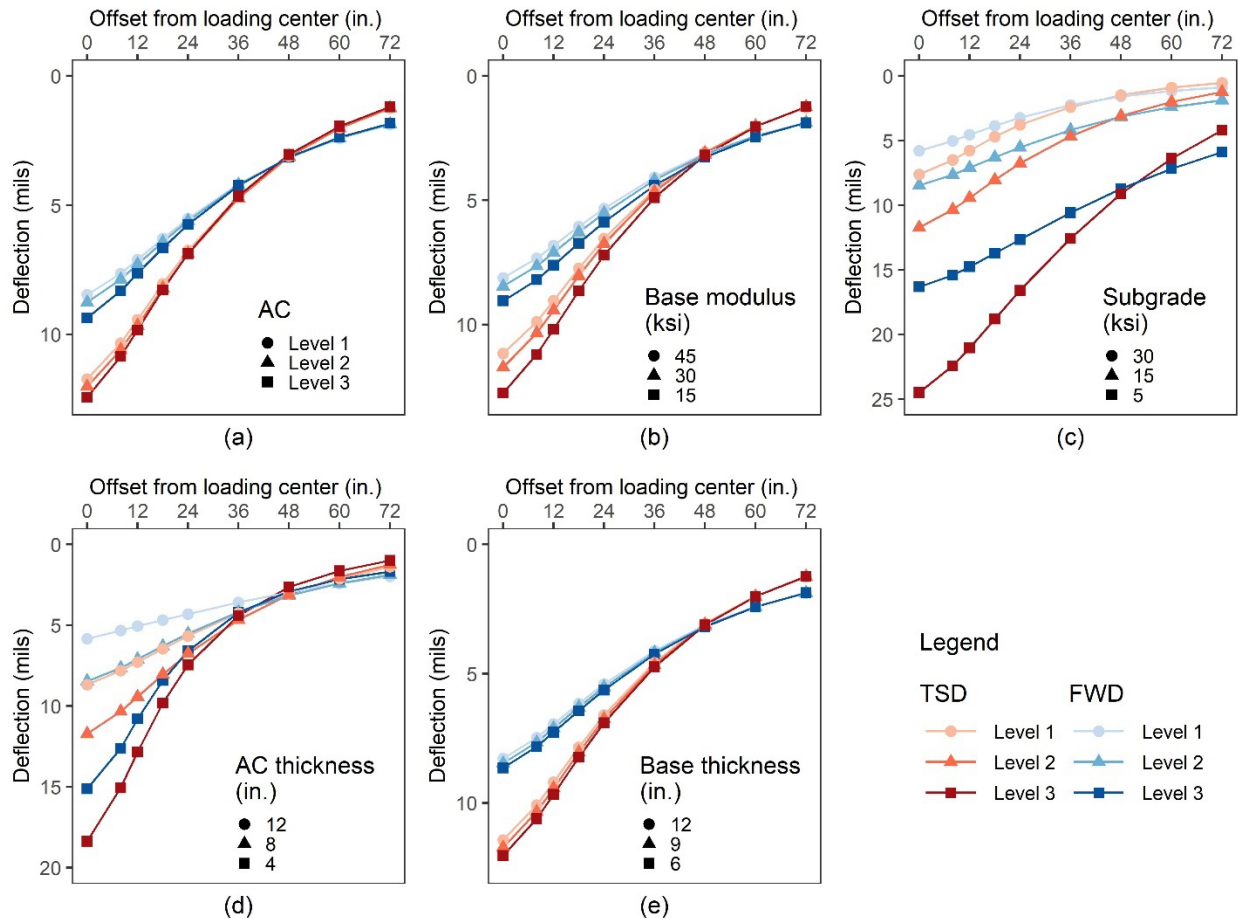 Offset from loading center (in.)
0 12 24 36 48 60 72
Deflection (mils)
0
5
10
AC
Level 1
Level 2
Level 3
(a)
Offset from loading center (in.)
0 12 24 36 48 60 72
Deflection (mils)
0
5
10
Base modulus
(ksi)
45
30
15
(b)
Offset from loading center (in.)
0 12 24 36 48 60 72
Deflection (mils)
0
5
10
15
20
25
Subgrade
(ksi)
30
15
5
(c)
Offset from loading center (in.)
0 12 24 36 48 60 72
Deflection (mils)
0
5
10
15
20
AC thickness
(in.)
12
8
4
(d)
Offset from loading center (in.)
0 12 24 36 48 60 72
Deflection (mils)
0
5
10
Base thickness
(in.)
12
9
6
(e)
Legend
TSD FWD
Level 1 Level 1
Level 2 Level 2
Level 3 Level 3